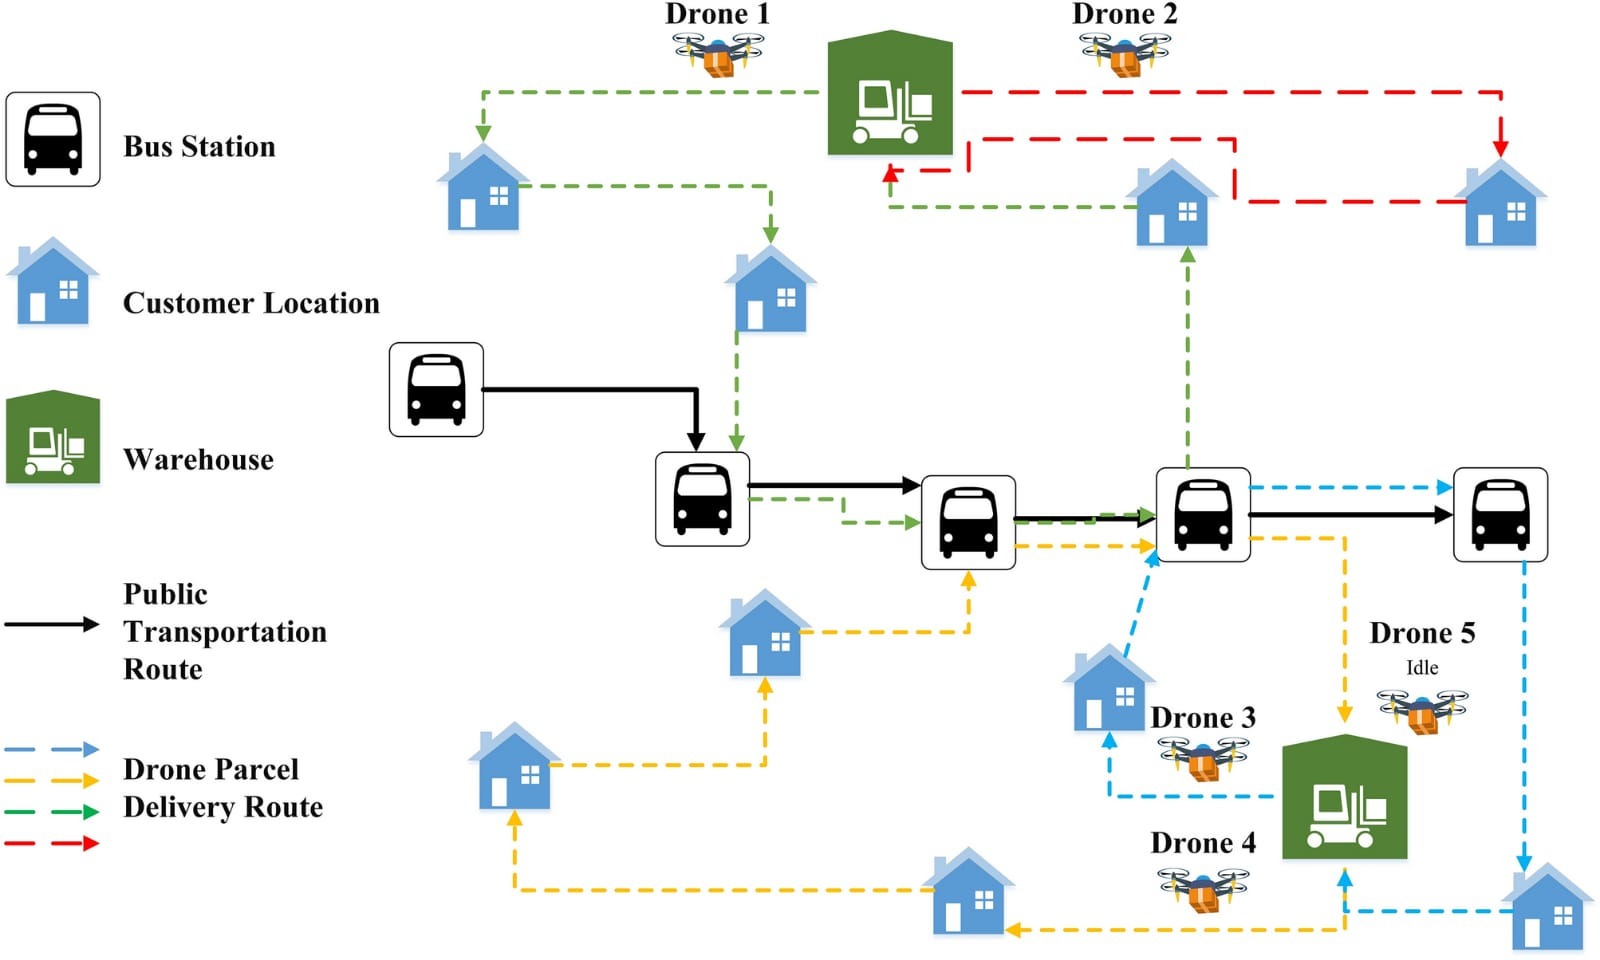 Drone 1
Drone 2
Bus Station
Customer Location
Warehouse
Public
Transportation
Route
Drone 5
Idle
Drone 3
Drone Parcel
Delivery Route
Drone 4